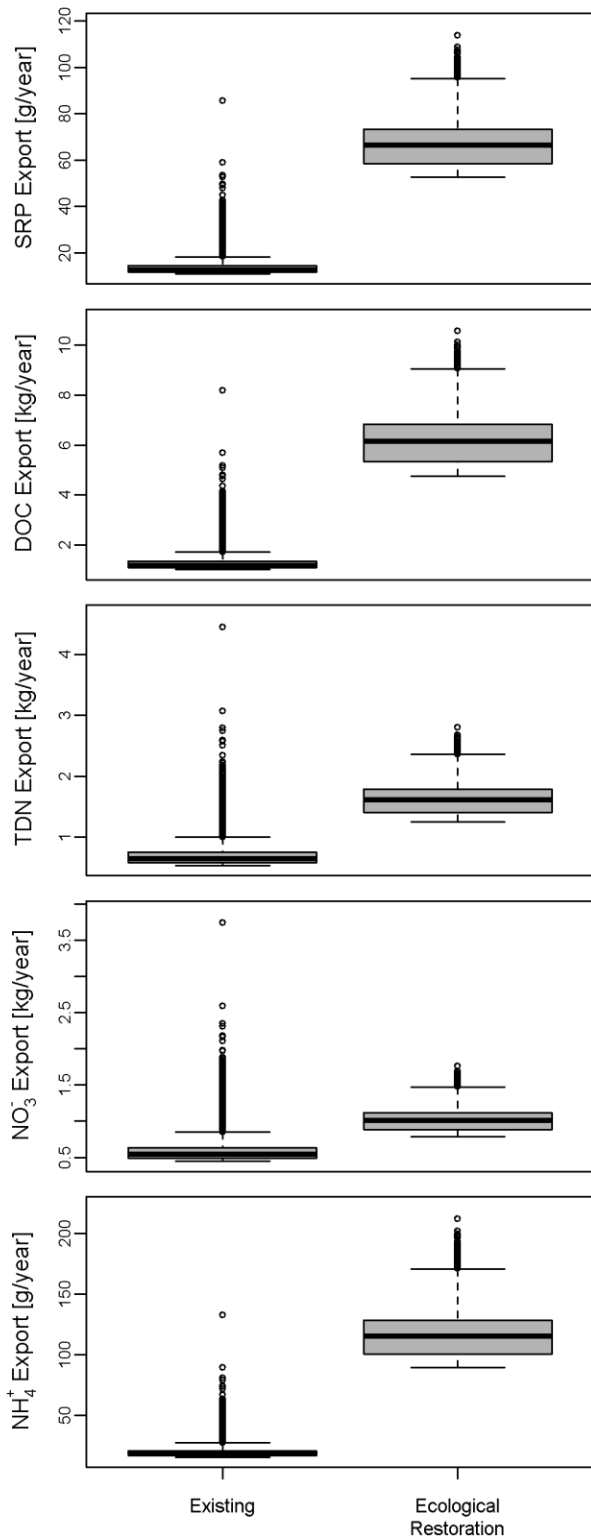 SRP Export [g/year]
20
40
60
80
100
120
DOC Export [kg/year]
2
4
6
8
10
TDN Export [kg/year]
1
2
3
4
NO₃⁻ Export [kg/year]
0.5
1.5
2.5
3.5
NH₄⁺ Export [g/year]
50
100
150
200
Existing
Ecological
Restoration